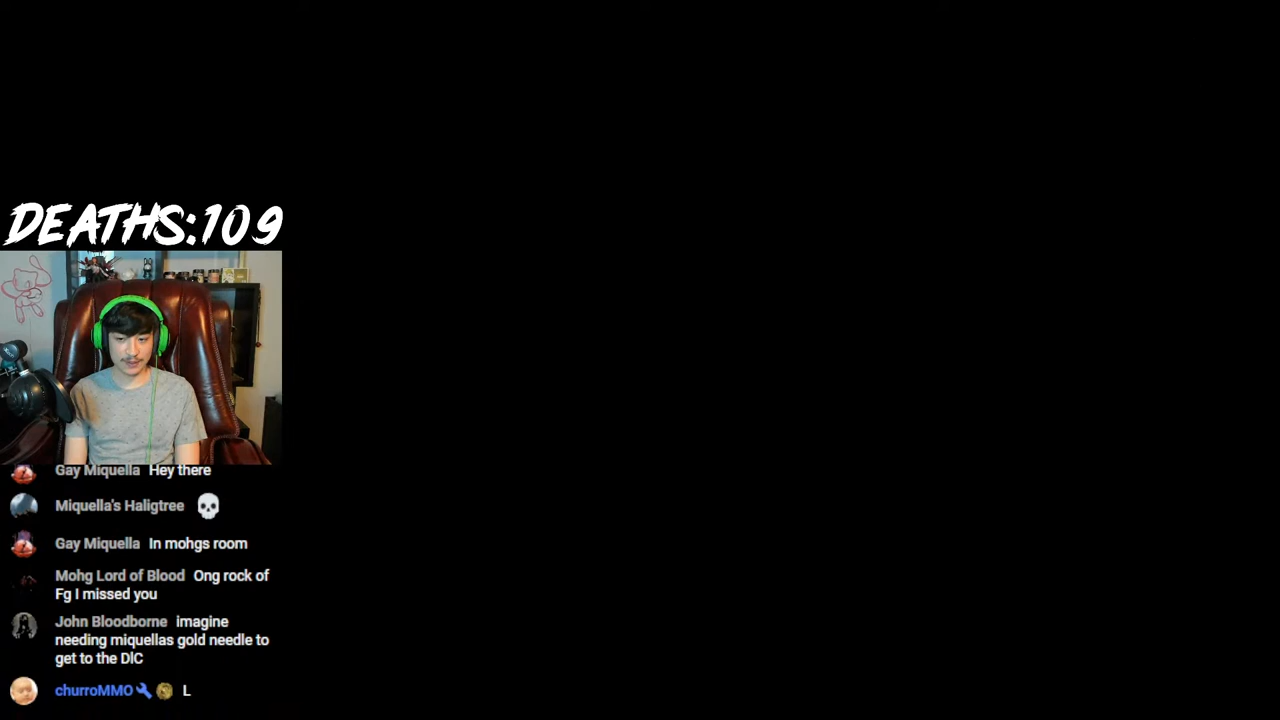 DEATHS:109
Gay Miquella Hey there
Miquella's Haligtree 💀
Gay Miquella In mohgs room
Mohg Lord of Blood Ong rock of
Fg I missed you
John Bloodborne imagine
needing miquellas gold needle to
get to the DlC
churroMMO L